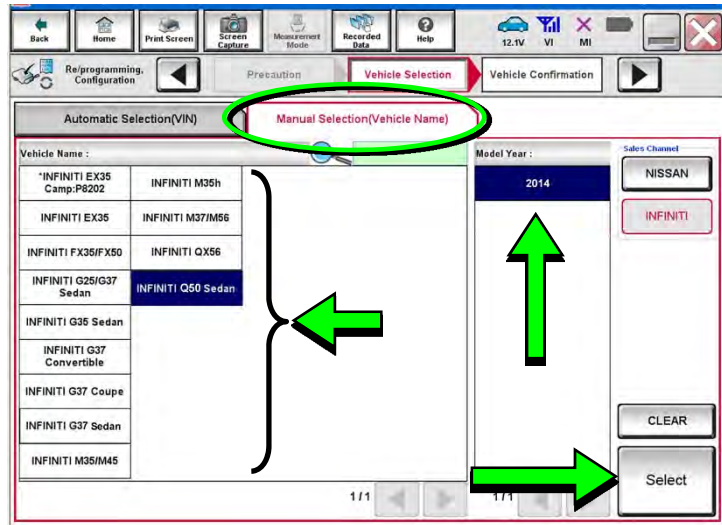 Back
Home
Print Screen
Screen
Capture
Measurement
Mode
Recorded
Data
Help
12.1V
VI
MI
Re/programming,
Configuration
Precaution
Vehicle Selection
Vehicle Confirmation
Automatic Selection(VIN)
Manual Selection(Vehicle Name)
Vehicle Name :
Model Year :
Sales Channel
*INFINITI EX35
Camp:P8202
INFINITI M35h
2014
NISSAN
INFINITI EX35
INFINITI M37/M56
INFINITI
INFINITI FX35/FX50
INFINITI QX56
INFINITI G25/G37
Sedan
INFINITI Q50 Sedan
INFINITI G35 Sedan
INFINITI G37
Convertible
INFINITI G37 Coupe
INFINITI G37 Sedan
CLEAR
INFINITI M35/M45
Select
1/1
1/1